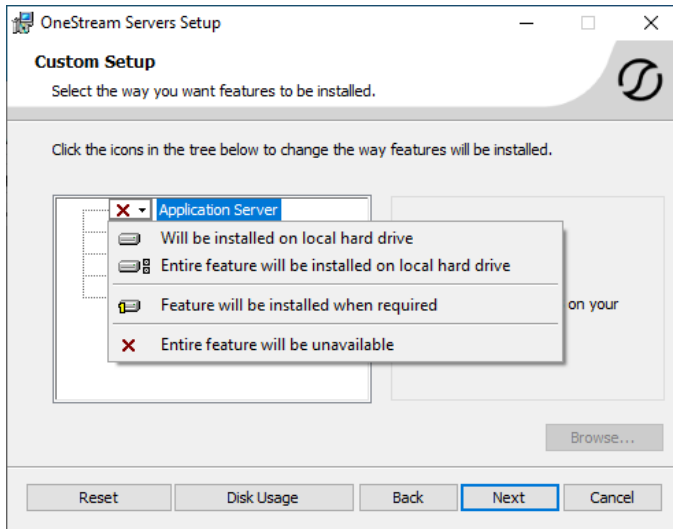 OneStream Servers Setup
Custom Setup
Select the way you want features to be installed.
Click the icons in the tree below to change the way features will be installed.
Application Server
Will be installed on local hard drive
Entire feature will be installed on local hard drive
Feature will be installed when required
on your
Entire feature will be unavailable
Browse...
Reset
Disk Usage
Back
Next
Cancel